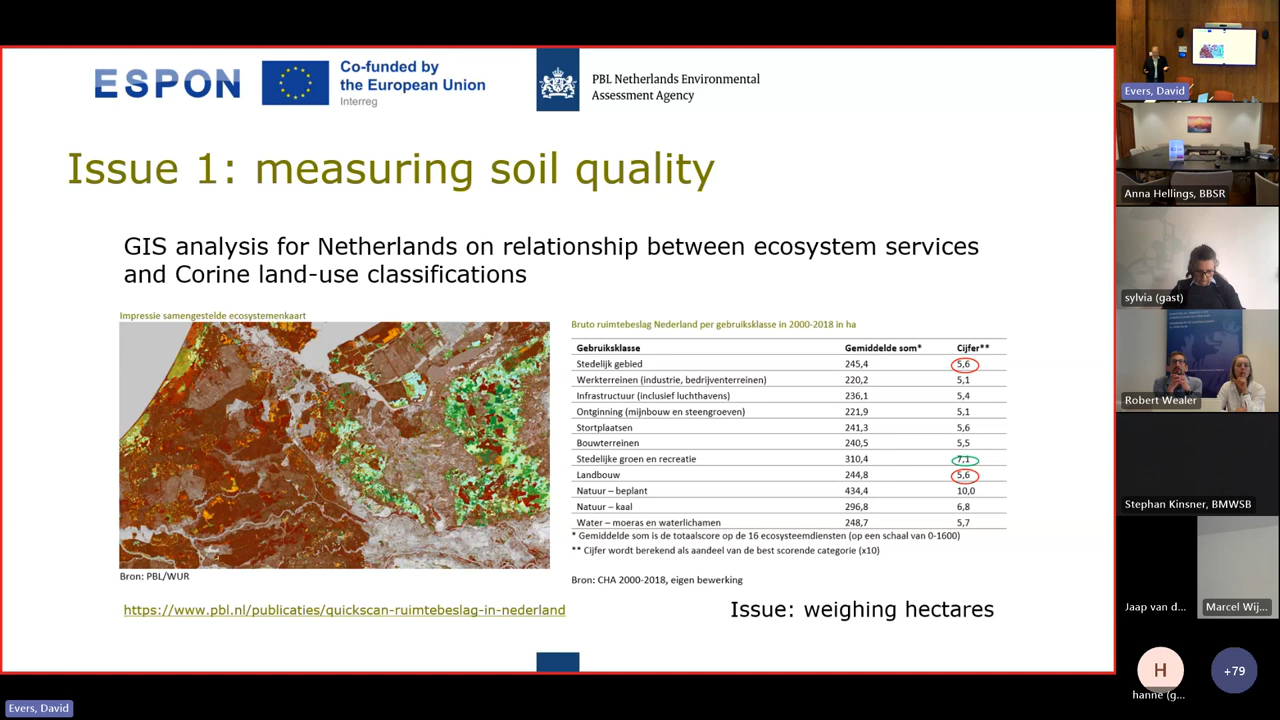 ESPON
Co-funded by
the European Union
Interreg
PBL Netherlands Environmental
Assessment Agency
Issue 1: measuring soil quality
GIS analysis for Netherlands on relationship between ecosystem services
and Corine land-use classifications
Impressie samengestelde ecosystemenkaart
Bron: PBL/WUR
https://www.pbl.nl/publicaties/quickscan-ruimtebeslag-in-nederland
Bruto ruimtebeslag Nederland per gebruiksklasse in 2000-2018 in ha
Gebruiksklasse Gemiddelde som* Cijfer**
Stedelijk gebied 245,4 5,6
Werkterreinen (industrie, bedrijventerreinen) 220,2 5,1
Infrastructuur (inclusief luchthavens) 236,1 5,4
Ontginning (mijnbouw en steengroeven) 221,9 5,1
Stortplaatsen 241,3 5,6
Bouwterreinen 240,5 5,5
Stedelijke groen en recreatie 310,4 7,1
Landbouw 244,8 5,6
Natuur – beplant 434,4 10,0
Natuur – kaal 296,8 6,8
Water – moeras en waterlichamen 248,7 5,7
* Gemiddelde som is de totaalscore op de 16 ecosysteemdiensten (op een schaal van 0-1600)
** Cijfer wordt berekend als aandeel van de best scorende categorie (x10)
Bron: CHA 2000-2018, eigen bewerking
Issue: weighing hectares
Evers, David
Evers, David
Anna Hellings, BBSR
sylvia (gast)
Robert Wealer
Stephan Kinsner, BMWSB
Jaap van d...
Marcel Wij...
H
hanne (g...
+79